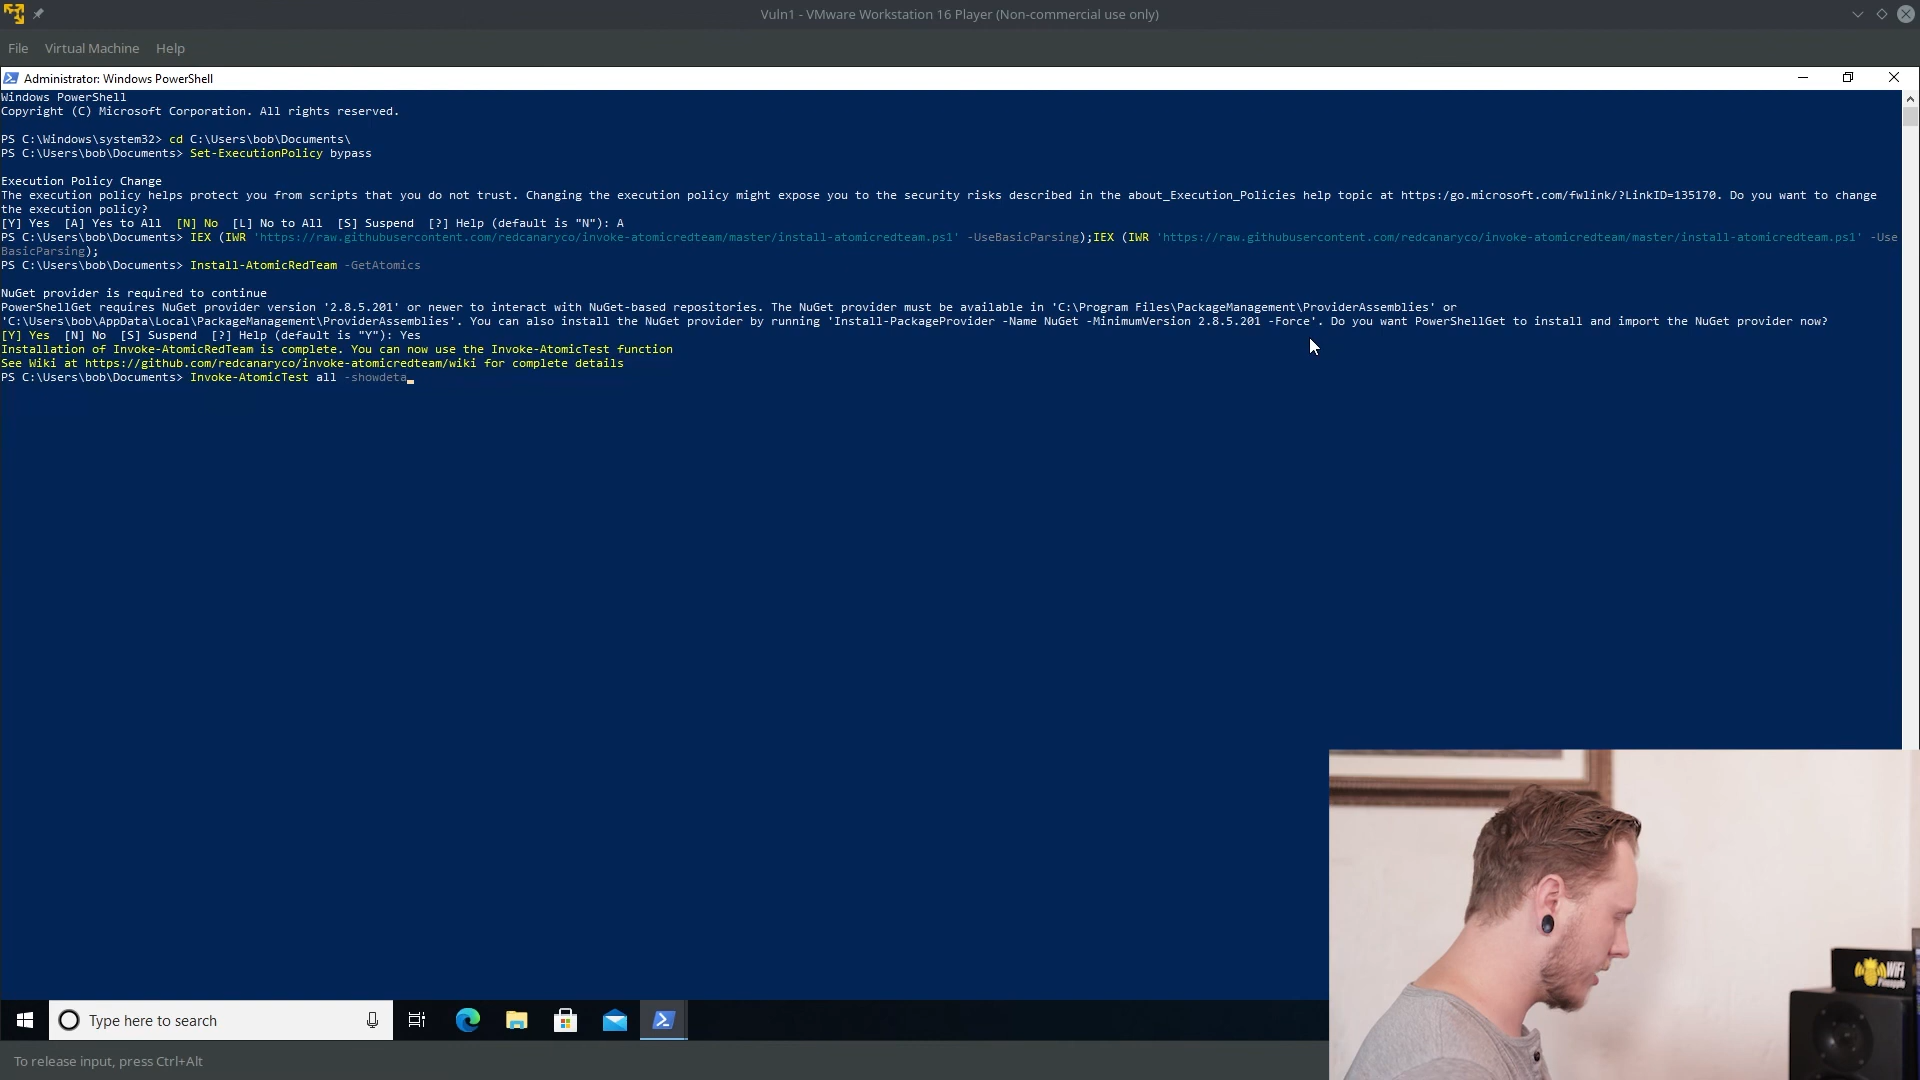 Vuln1 - VMware Workstation 16 Player (Non-commercial use only)
File Virtual Machine Help
Administrator: Windows PowerShell
Windows PowerShell
Copyright (C) Microsoft Corporation. All rights reserved.
PS C:\Windows\system32> cd C:\Users\bob\Documents\
PS C:\Users\bob\Documents> Set-ExecutionPolicy bypass
Execution Policy Change
The execution policy helps protect you from scripts that you do not trust. Changing the execution policy might expose you to the security risks described in the about_Execution_Policies help topic at https:/go.microsoft.com/fwlink/?LinkID=135170. Do you want to change
the execution policy?
[Y] Yes [A] Yes to All [N] No [L] No to All [S] Suspend [?] Help (default is "N"): A
PS C:\Users\bob\Documents> IEX (IWR 'https://raw.githubusercontent.com/redcanaryco/invoke-atomicredteam/master/install-atomicredteam.ps1' -UseBasicParsing);IEX (IWR 'https://raw.githubusercontent.com/redcanaryco/invoke-atomicredteam/master/install-atomicredteam.ps1' -Use
BasicParsing);
PS C:\Users\bob\Documents> Install-AtomicRedTeam -GetAtomics
NuGet provider is required to continue
PowerShellGet requires NuGet provider version '2.8.5.201' or newer to interact with NuGet-based repositories. The NuGet provider must be available in 'C:\Program Files\PackageManagement\ProviderAssemblies' or
'C:\Users\bob\AppData\Local\PackageManagement\ProviderAssemblies'. You can also install the NuGet provider by running 'Install-PackageProvider -Name NuGet -MinimumVersion 2.8.5.201 -Force'. Do you want PowerShellGet to install and import the NuGet provider now?
[Y] Yes [N] No [S] Suspend [?] Help (default is "Y"): Yes
Installation of Invoke-AtomicRedTeam is complete. You can now use the Invoke-AtomicTest function
See Wiki at https://github.com/redcanaryco/invoke-atomicredteam/wiki for complete details
PS C:\Users\bob\Documents> Invoke-AtomicTest all -showdeta
WiFi
Pineapple
Type here to search
To release input, press Ctrl+Alt